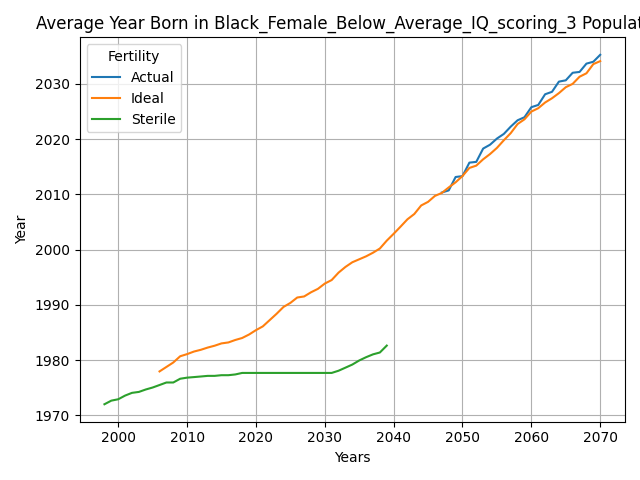 Average Year Born in Black_Female_Below_Average_IQ_scoring_3 Populat
Fertility
Actual
Ideal
Sterile
Year
2030
2020
2010
2000
1990
1980
1970
2000 2010 2020 2030 2040 2050 2060 2070
Years